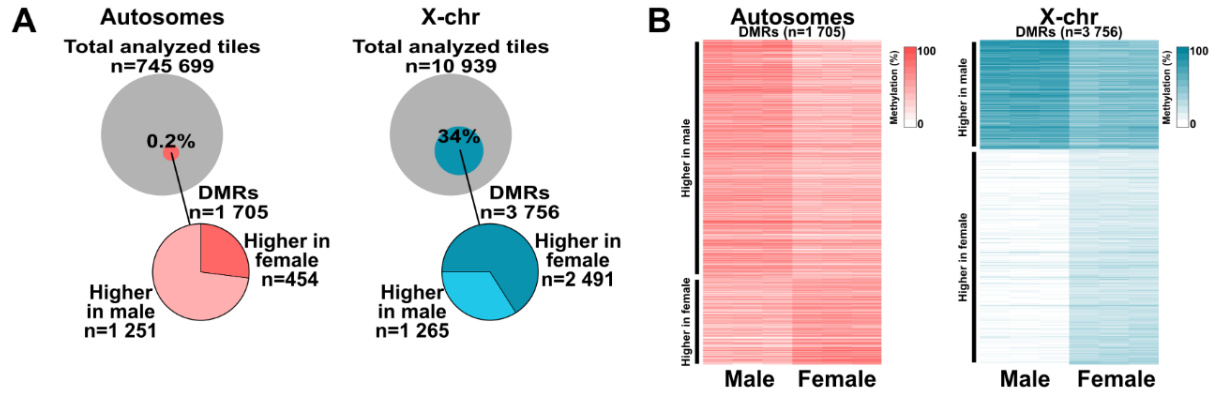 A
Autosomes
Total analyzed tiles
n=745 699
0.2%
DMRs
n=1 705
Higher in
female
n=454
Higher
in male
n=1 251
X-chr
Total analyzed tiles
n=10 939
34%
DMRs
n=3 756
Higher in
female
n=2 491
Higher
in male
n=1 265
B
Autosomes
DMRs (n=1 705)
Higher in male
Higher in female
100
Methylation (%)
0
Male Female
X-chr
DMRs (n=3 756)
Higher in male
Higher in female
100
Methylation (%)
0
Male Female